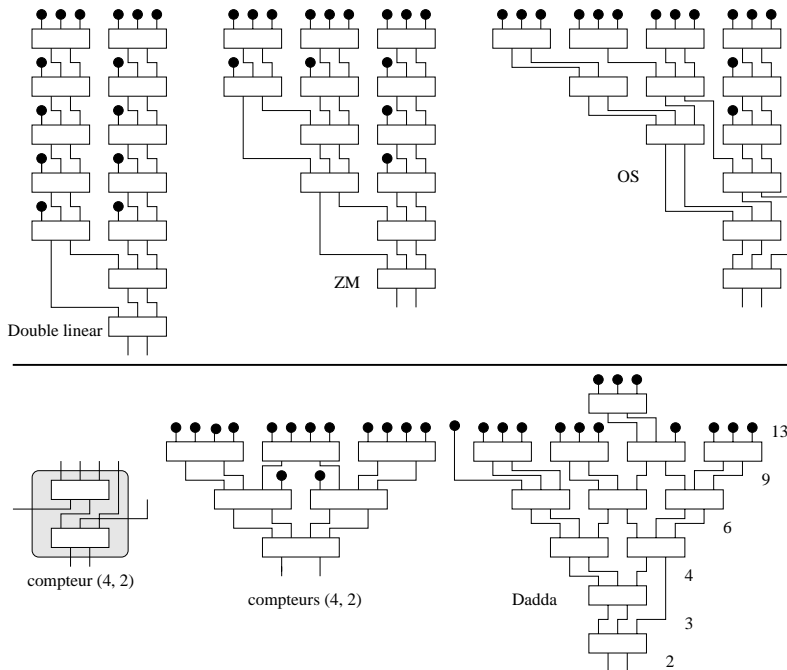 OS
ZM
Double linear
13
9
6
compteur (4, 2)
compteurs (4, 2)
Dadda
4
3
2